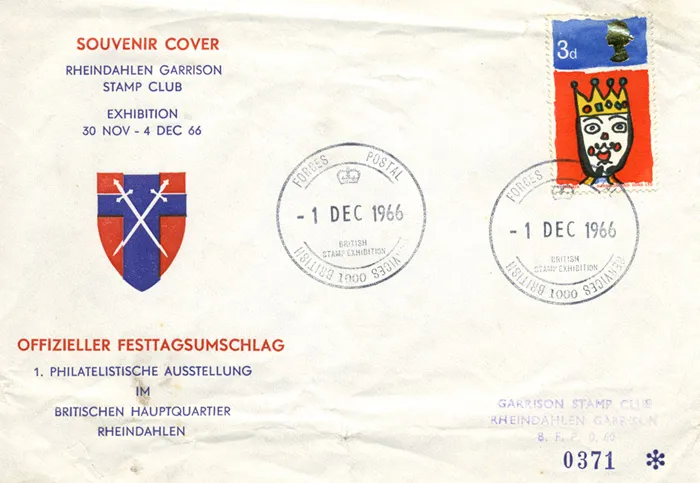 SOUVENIR COVER
RHEINDAHLEN GARRISON
STAMP CLUB
EXHIBITION
30 NOV - 4 DEC 66
OFFIZIELLER FESTTAGSUMSCHLAG
1. PHILATELISTISCHE AUSSTELLUNG
IM
BRITISCHEN HAUPTQUARTIER
RHEINDAHLEN
FORCES POSTAL
- 1 DEC 1966
BRITISH
STAMP EXHIBITION
SERVICES 1000 BRITISH
3d
FORCES
- 1 DEC 1966
BRITISH
STAMP EXHIBITION
SERVICES 1000 BRITISH
GARRISON STAMP CLUB
RHEINDAHLEN GARRISON
B. F. P. O. 40
0371 *